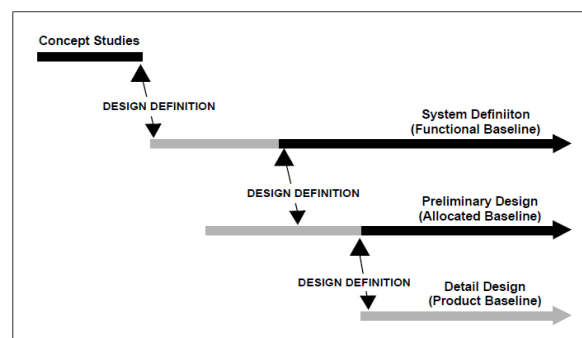 Concept Studies
DESIGN DEFINITION
System Definiiton
(Functional Baseline)
DESIGN DEFINITION
Preliminary Design
(Allocated Baseline)
DESIGN DEFINITION
Detail Design
(Product Baseline)